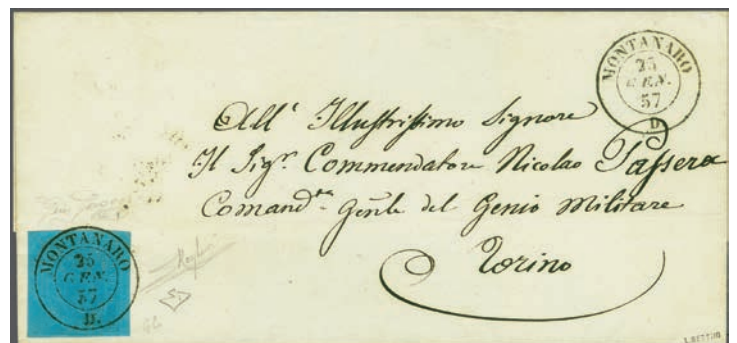 MONTANARO
25
GEN.
57
D.
All' Illustrissimo Signore
Il Sig.r Commendatore Nicolao
Comand.te Gen̄le del Genio Militare
Torino
MONTANARO
25
GEN.
57
D.